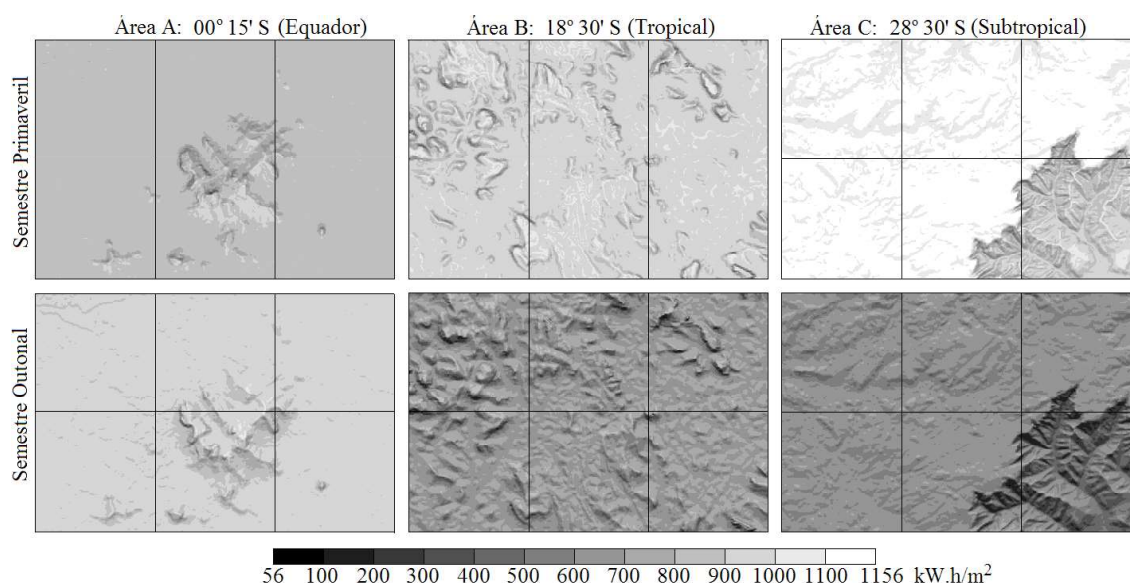 Área A: 00° 15' S (Equador)
Área B: 18° 30' S (Tropical)
Área C: 28° 30' S (Subtropical)
Semestre Primaveril
Semestre Outonal
56 100 200 300 400 500 600 700 800 900 1000 1100 1156 kW.h/m²